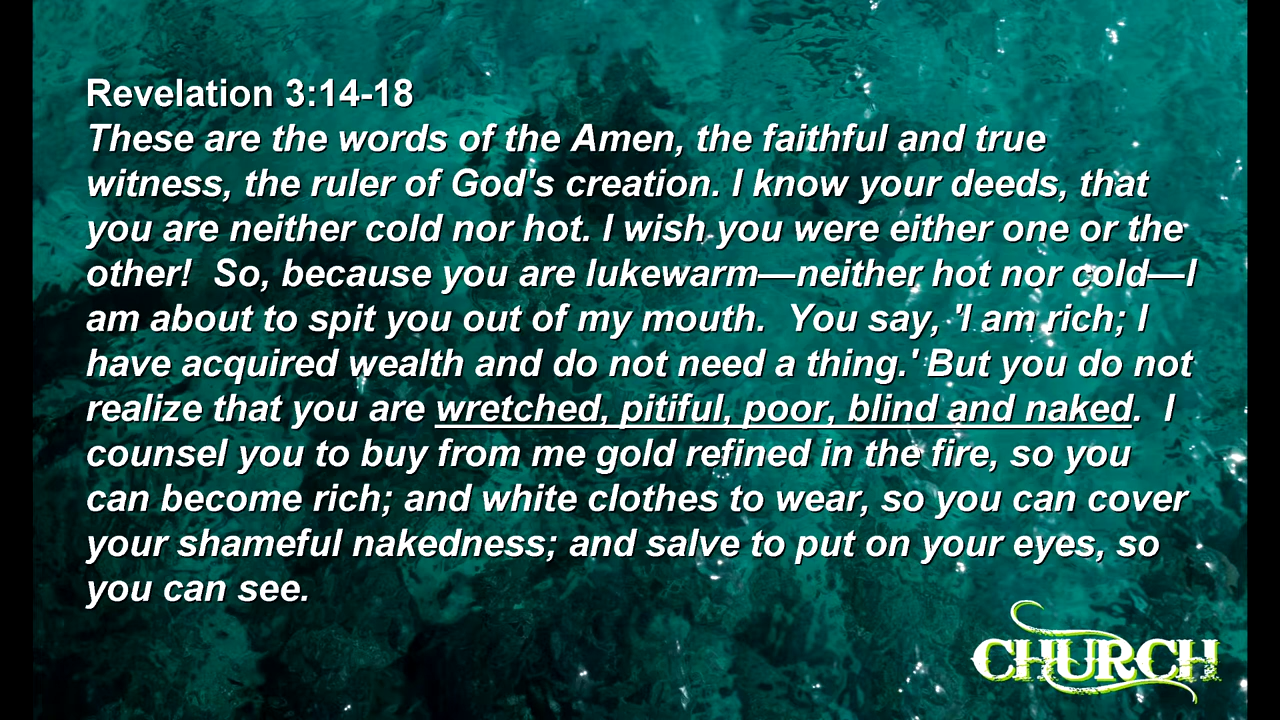 Revelation 3:14-18
These are the words of the Amen, the faithful and true
witness, the ruler of God's creation. I know your deeds, that
you are neither cold nor hot. I wish you were either one or the
other!  So, because you are lukewarm—neither hot nor cold—I
am about to spit you out of my mouth.  You say, 'I am rich; I
have acquired wealth and do not need a thing.' But you do not
realize that you are wretched, pitiful, poor, blind and naked.  I
counsel you to buy from me gold refined in the fire, so you
can become rich; and white clothes to wear, so you can cover
your shameful nakedness; and salve to put on your eyes, so
you can see.
CHURCH